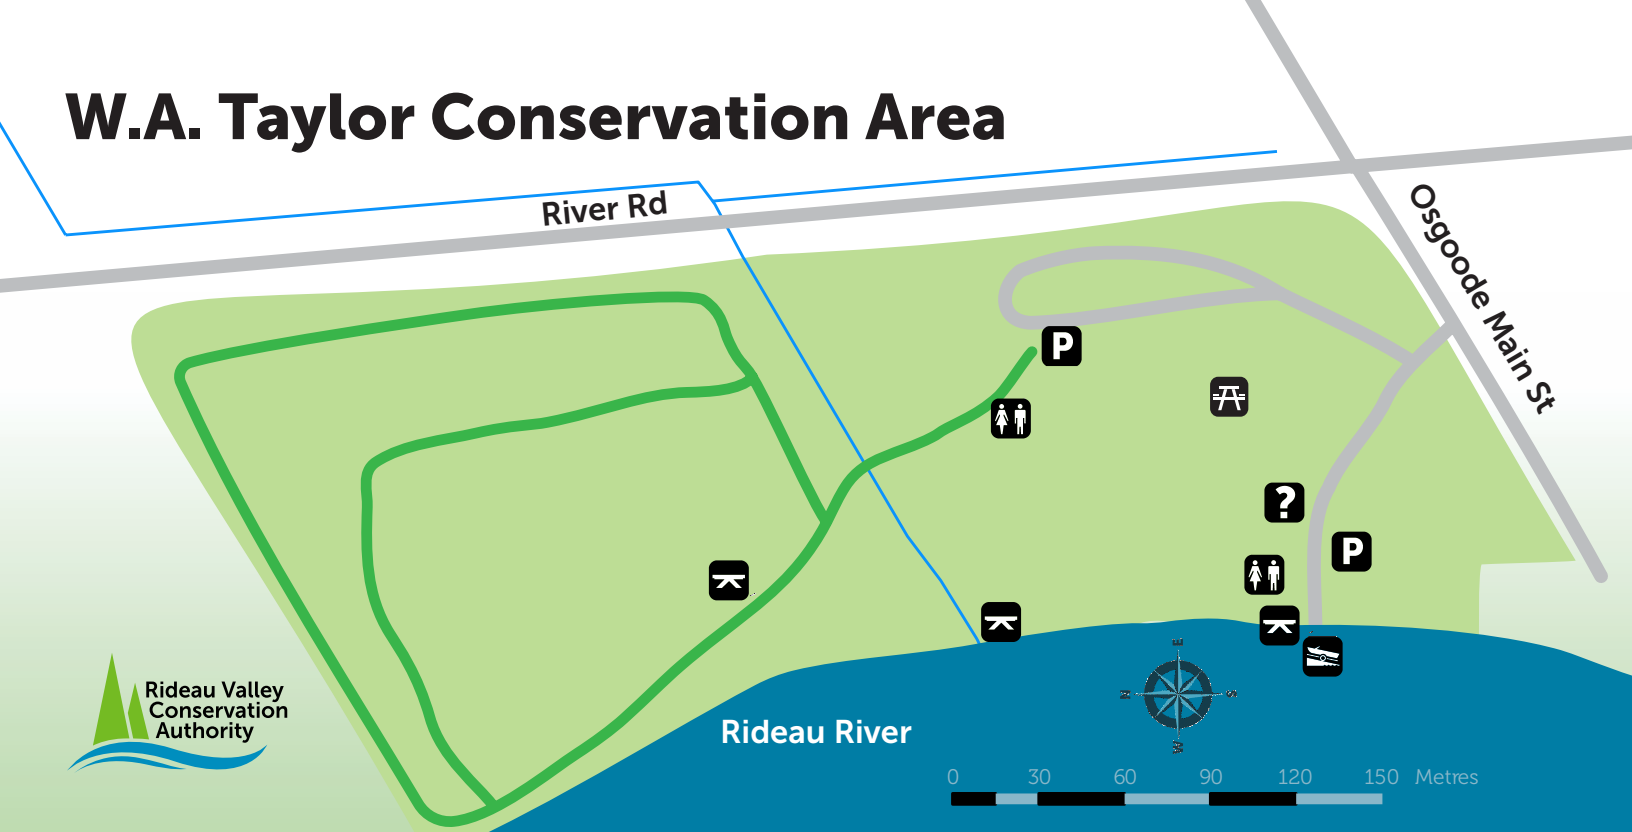 W.A. Taylor Conservation Area
River Rd
Osgoode Main St
P
?
P
E
N
S
W
Rideau Valley
Conservation
Authority
Rideau River
0 30 60 90 120 150 Metres